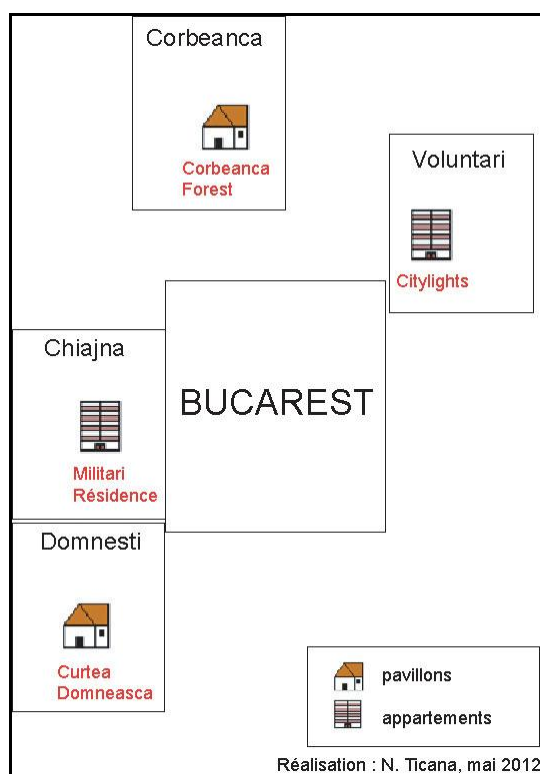 Corbeanca
Corbeanca
Forest
Voluntari
Citylights
Chiajna
Militari
Résidence
BUCAREST
Domnesti
Curtea
Domneasca
pavillons
appartements
Réalisation : N. Ticana, mai 2012